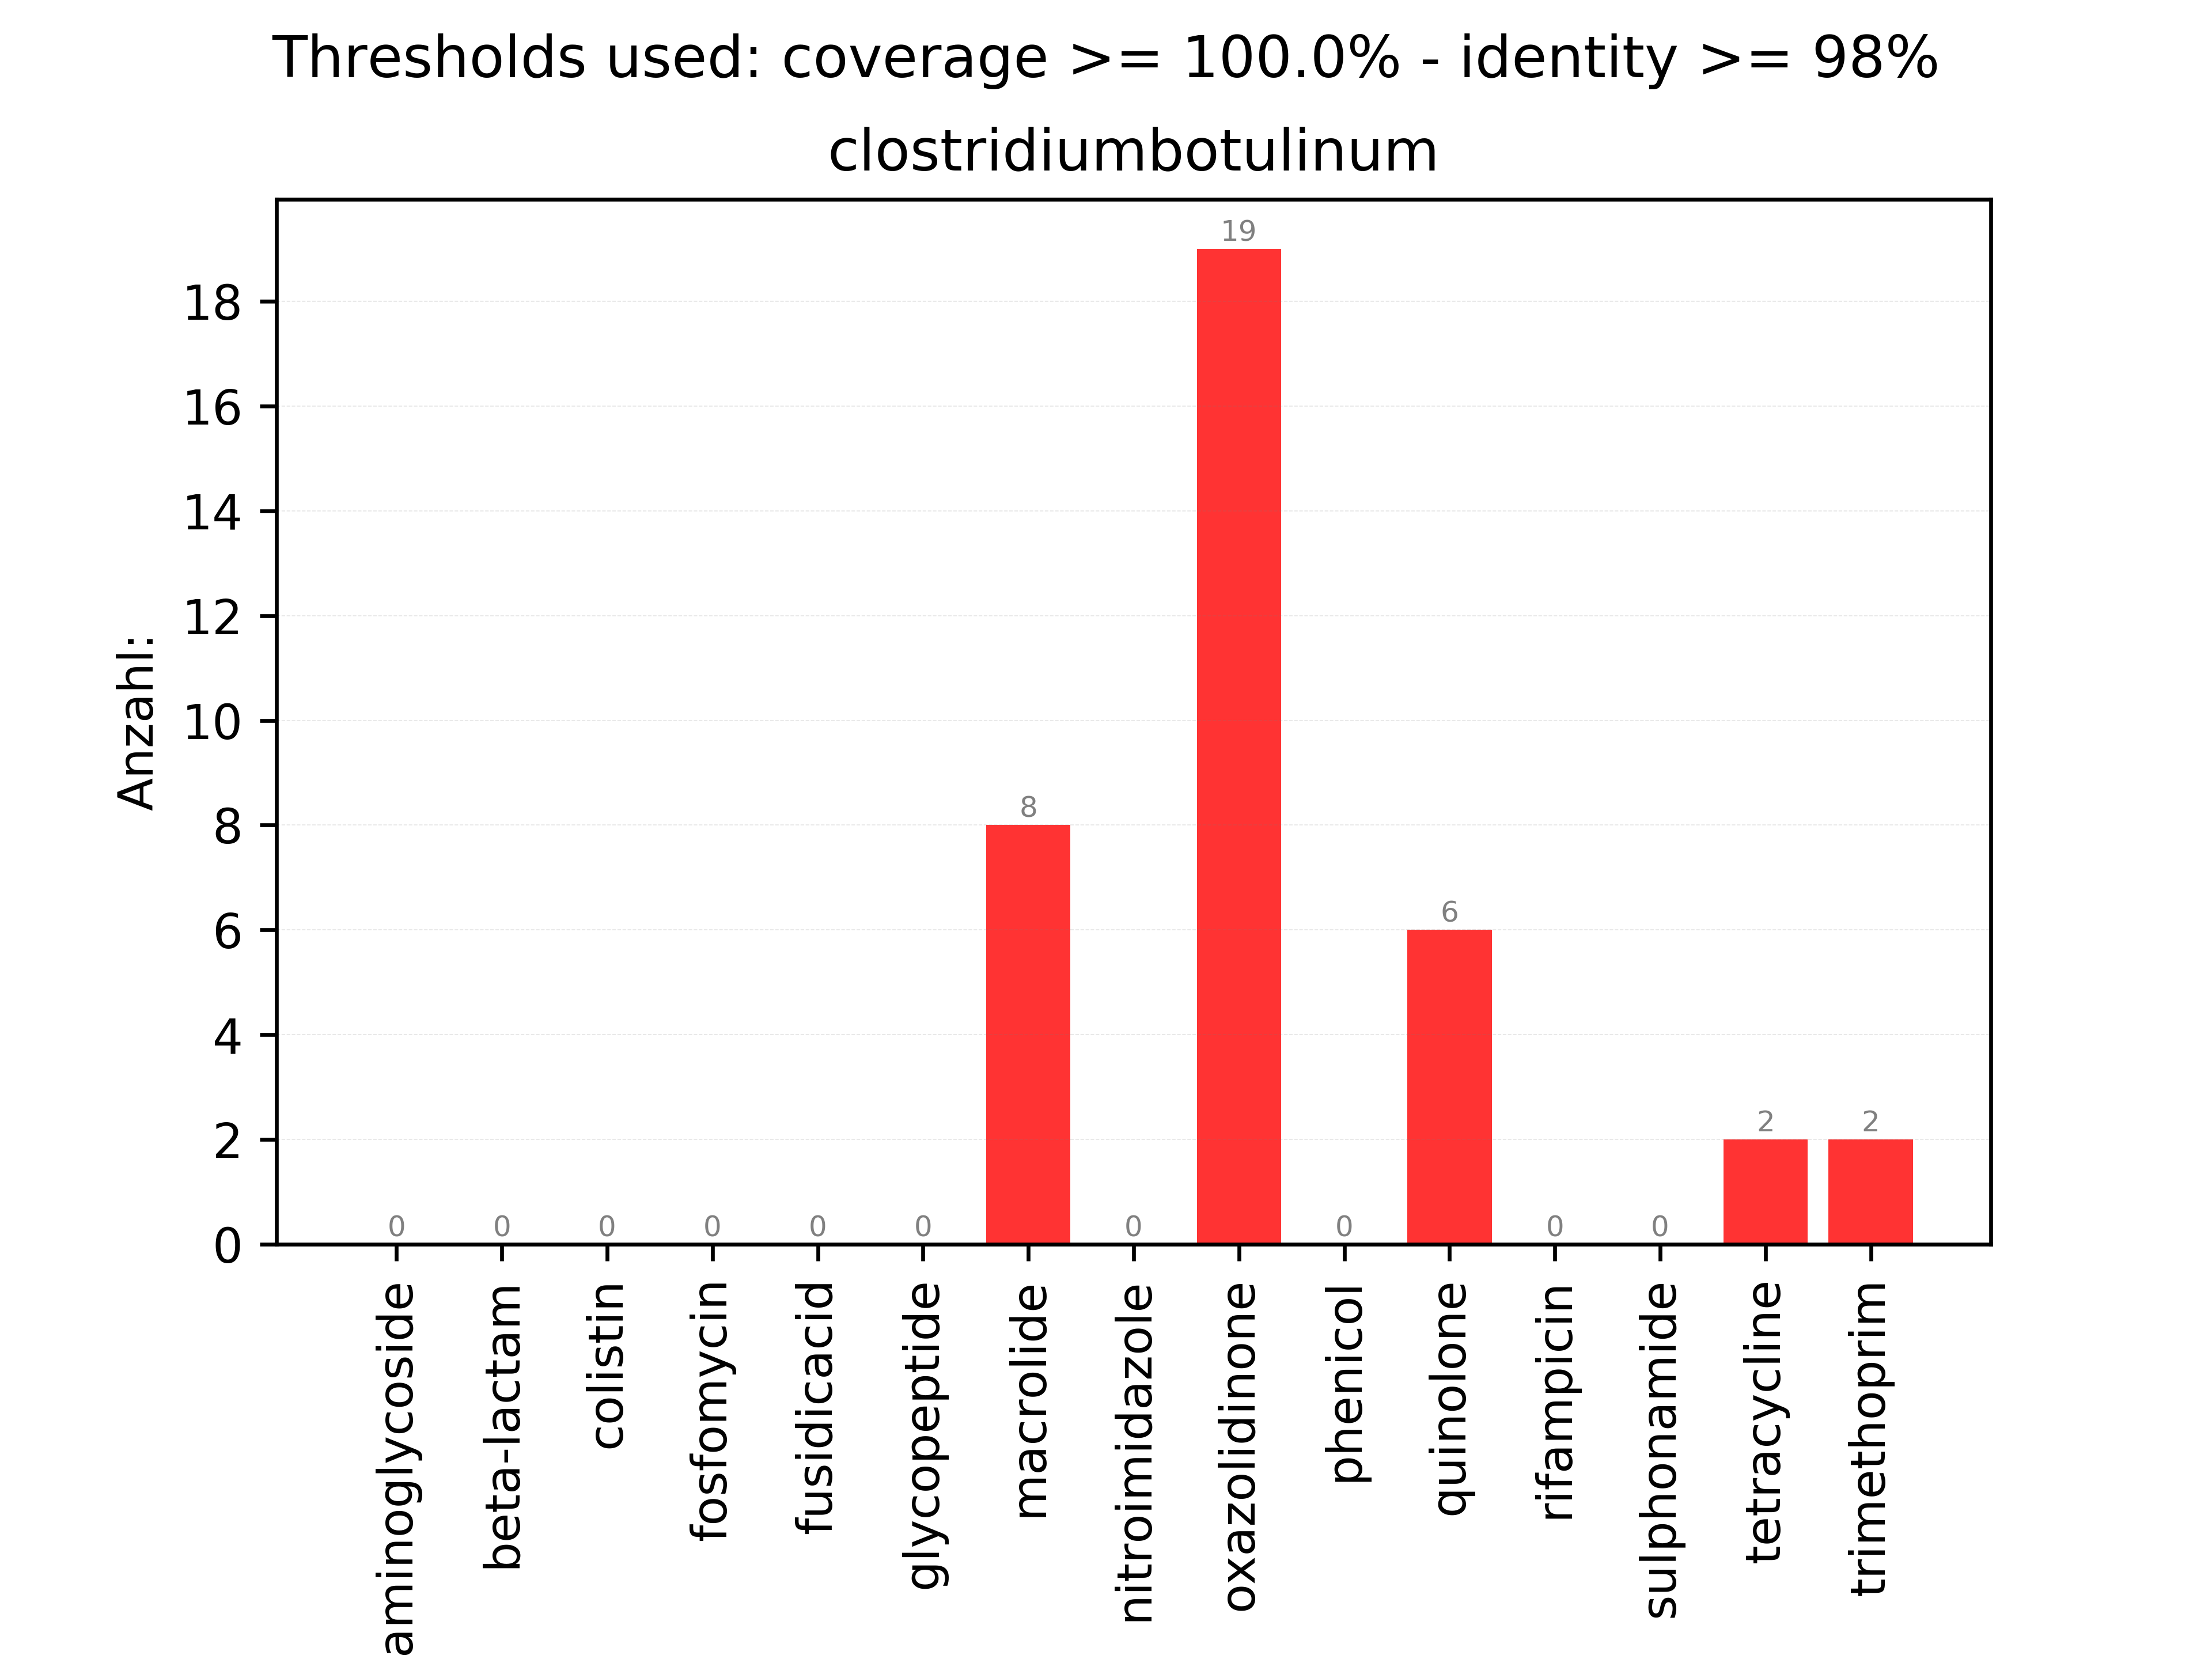 Thresholds used: coverage >= 100.0% - identity >= 98%
clostridiumbotulinum
Anzahl:
18
16
14
12
10
8
6
4
2
0
0
0
0
0
0
0
8
0
19
0
6
0
0
2
2
aminoglycoside
beta-lactam
colistin
fosfomycin
fusidicacid
glycopeptide
macrolide
nitroimidazole
oxazolidinone
phenicol
quinolone
rifampicin
sulphonamide
tetracycline
trimethoprim